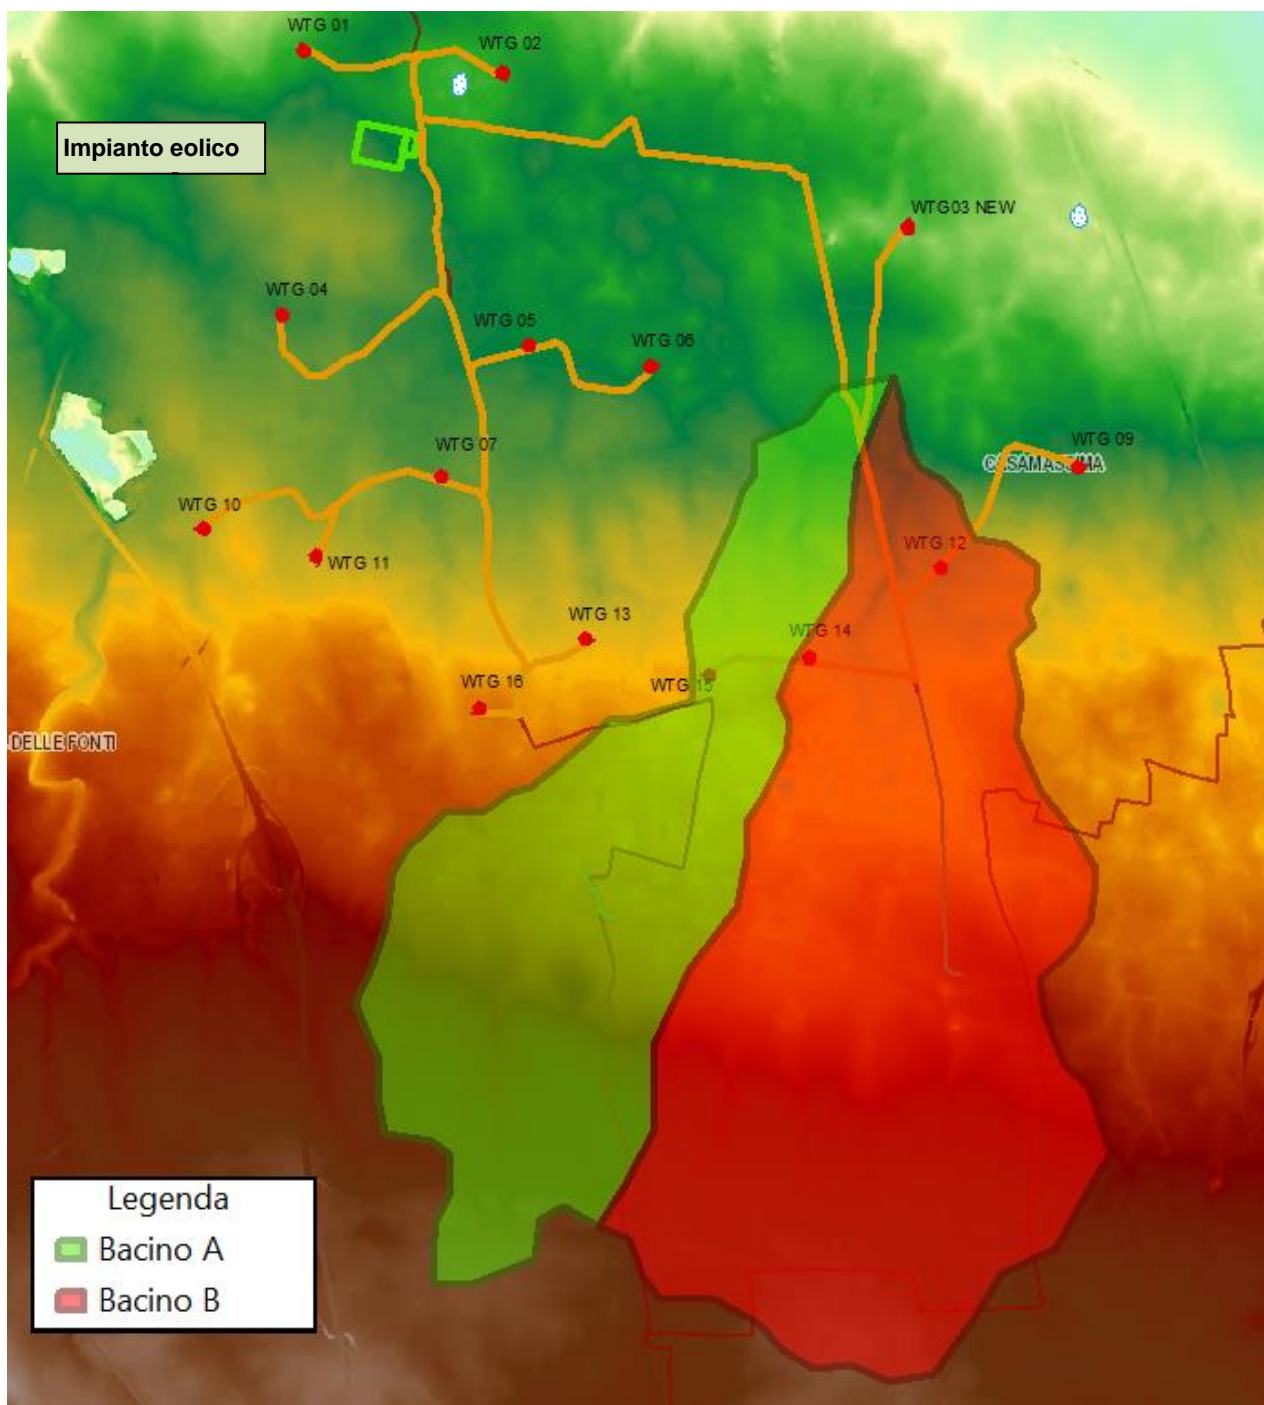 WTG 01
WTG 02
Impianto eolico
WTG03 NEW
WTG 04
WTG 05
WTG 06
WTG 07
WTG 09
CASAMASSIMA
WTG 10
WTG 11
WTG 12
WTG 13
WTG 14
WTG 15
WTG 16
DELLE FONTI
Legenda
Bacino A
Bacino B